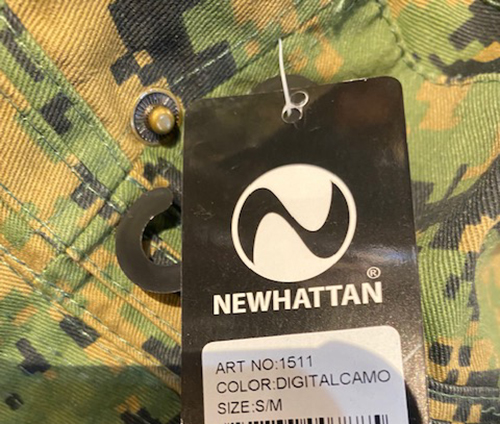 ®
NEWHATTAN
ART NO:1511
COLOR:DIGITALCAMO
SIZE:S/M